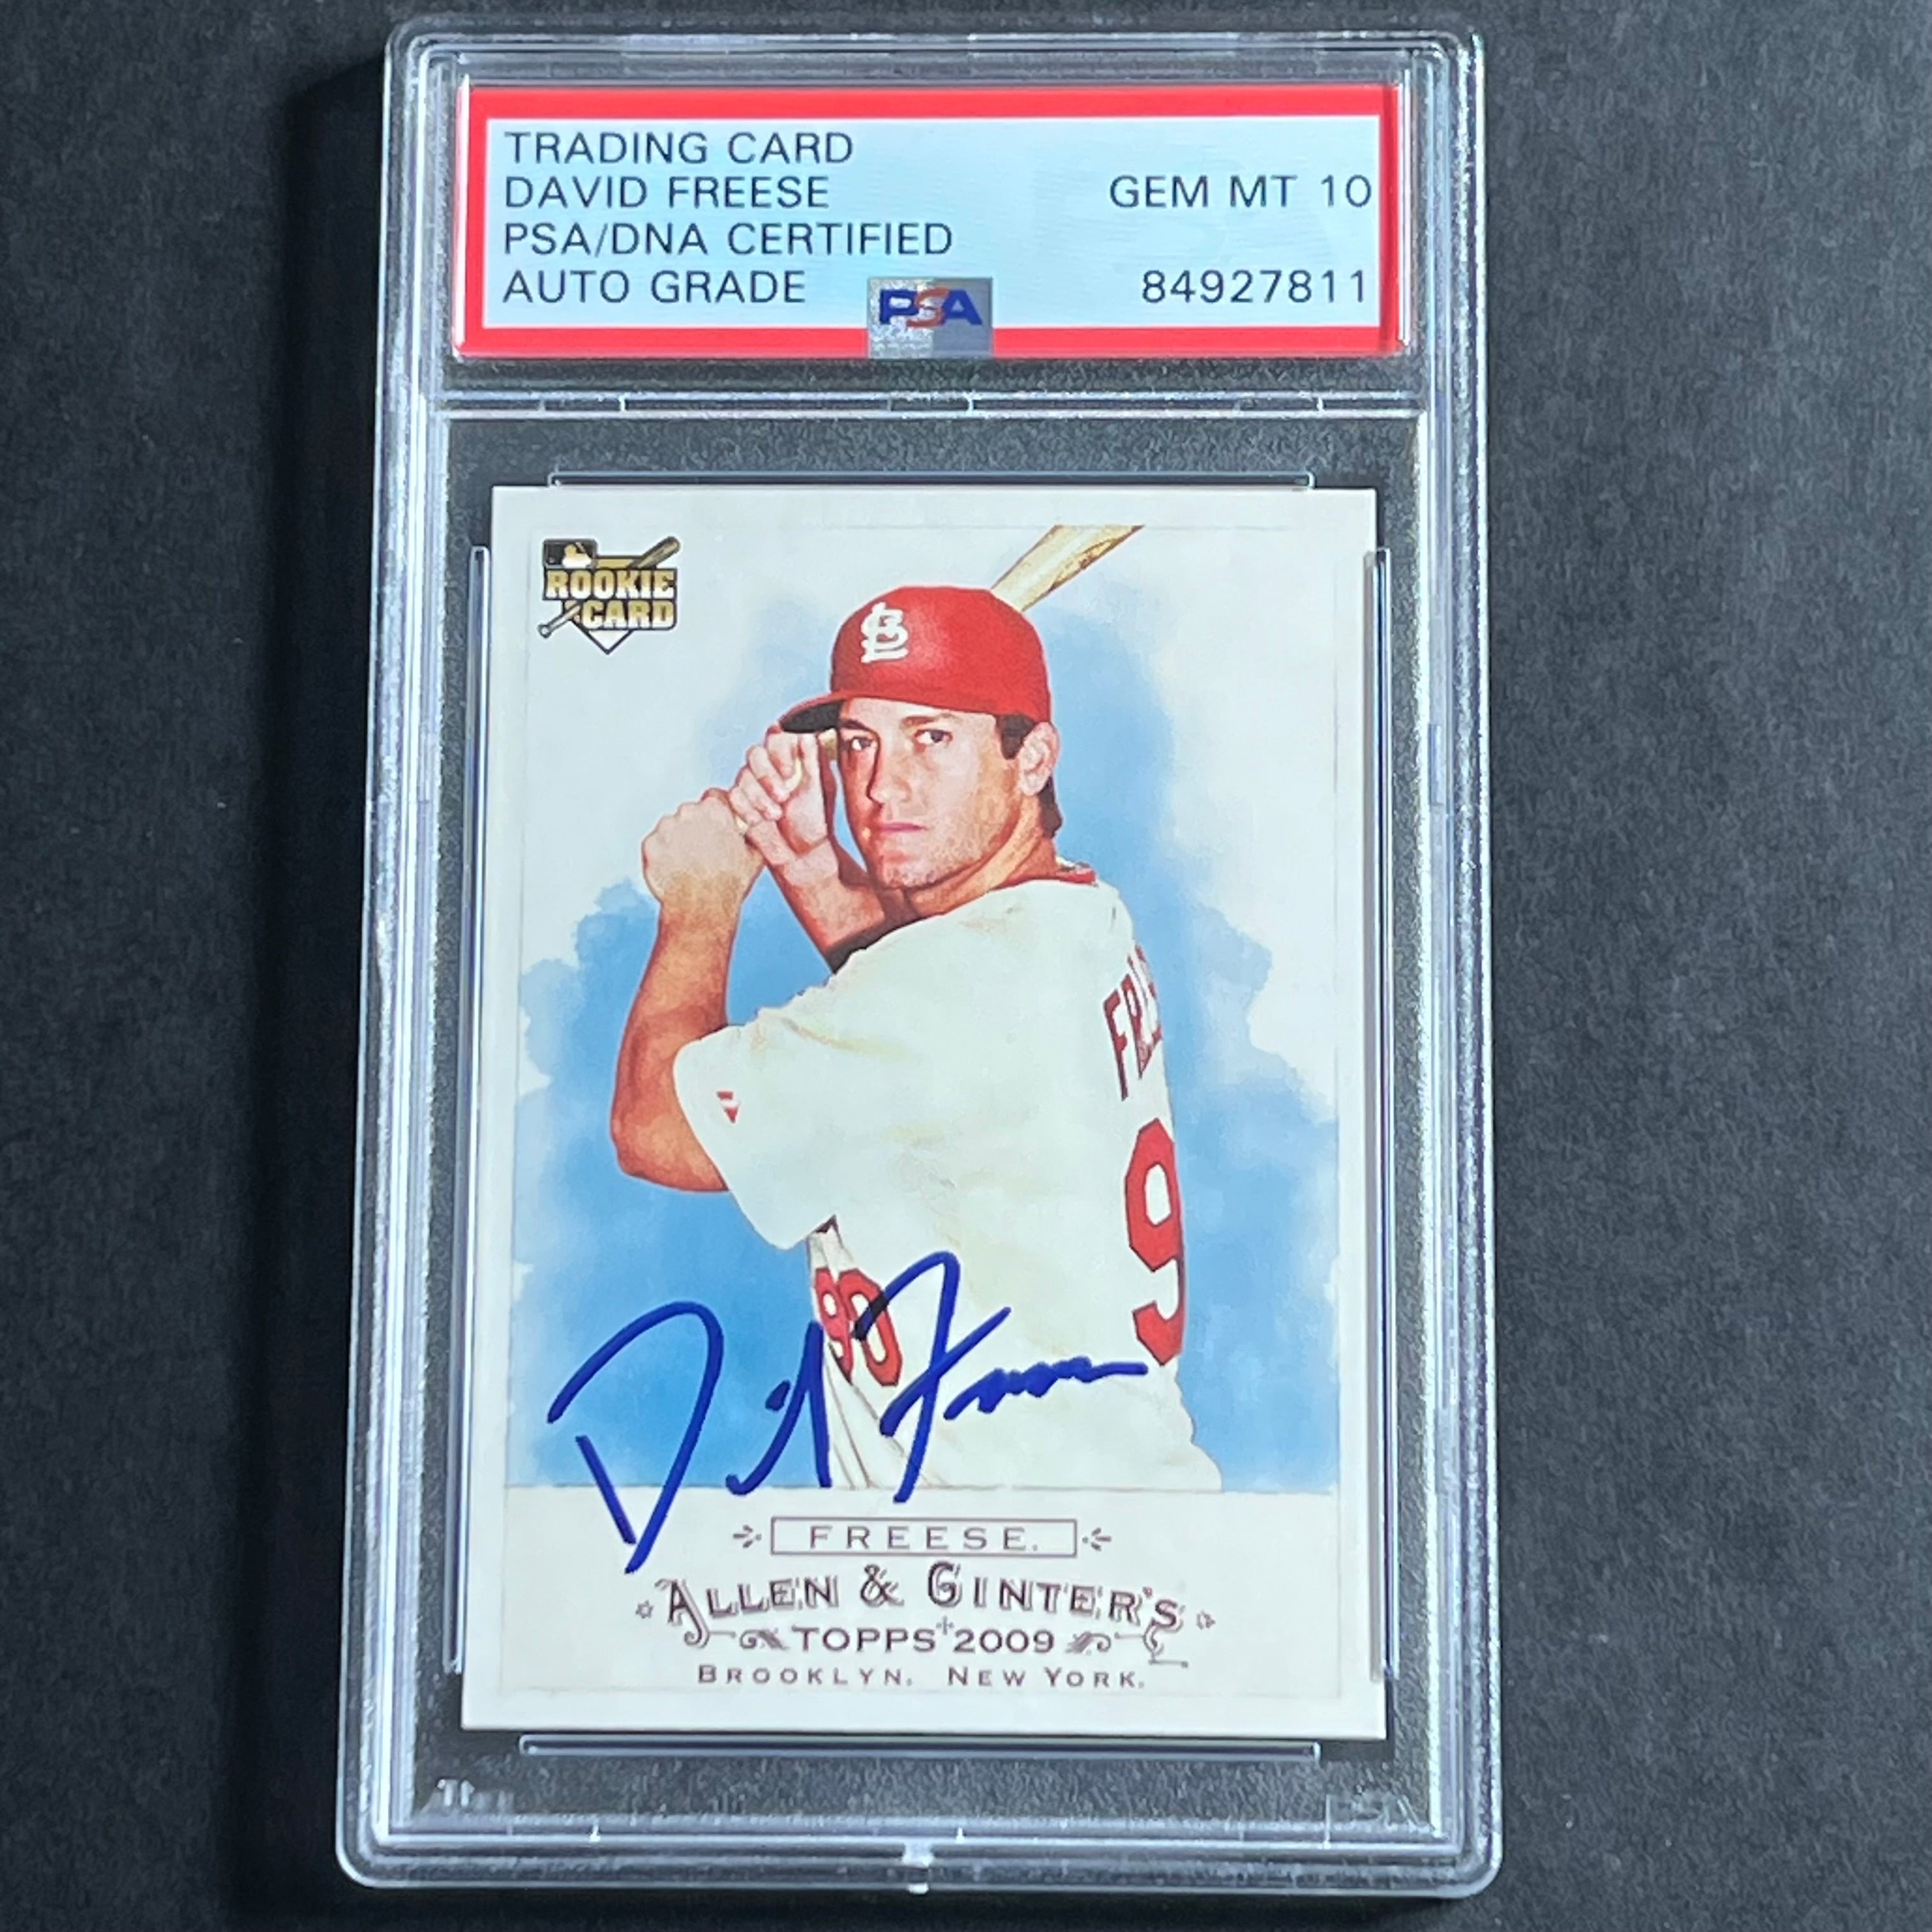 TRADING CARD
DAVID FREESE
GEM MT 10
PSA/DNA CERTIFIED
AUTO GRADE
84927811
PSA
ROOKIE
CARD
STL
9
90
FREESE.
ALLEN & GINTER'S
TOPPS 2009
BROOKLYN, NEW YORK.